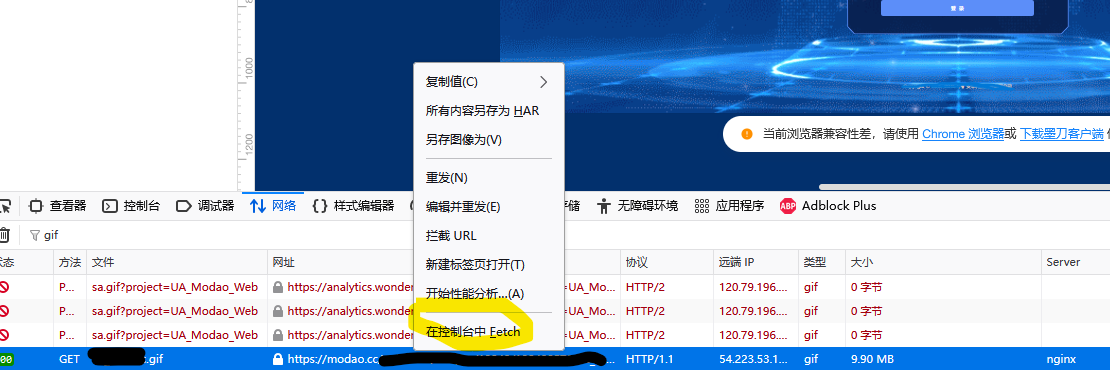 登录
1000
1200
当前浏览器兼容性差，请使用 Chrome 浏览器或 下载墨刀客户端
复制值(C)
所有内容另存为 HAR
另存图像为(V)
重发(N)
编辑并重发(E)
拦截 URL
新建标签页打开(T)
开始性能分析...(A)
在控制台中 Fetch
查看器 控制台 调试器 网络 样式编辑器 存储 无障碍环境 应用程序 ABP Adblock Plus
gif
状态 方法 文件 网址 协议 远端 IP 类型 大小 Server
P... sa.gif?project=UA_Modao_Web https://analytics.wonder =UA_Mo... HTTP/2 120.79.196.... gif 0 字节
P... sa.gif?project=UA_Modao_Web https://analytics.wonder =UA_Mo... HTTP/2 120.79.196.... gif 0 字节
P... sa.gif?project=UA_Modao_Web https://analytics.wonder UA_Mo... HTTP/2 120.79.196.... gif 0 字节
00 GET .gif https://modao.cc HTTP/1.1 54.223.53.1... gif 9.90 MB nginx